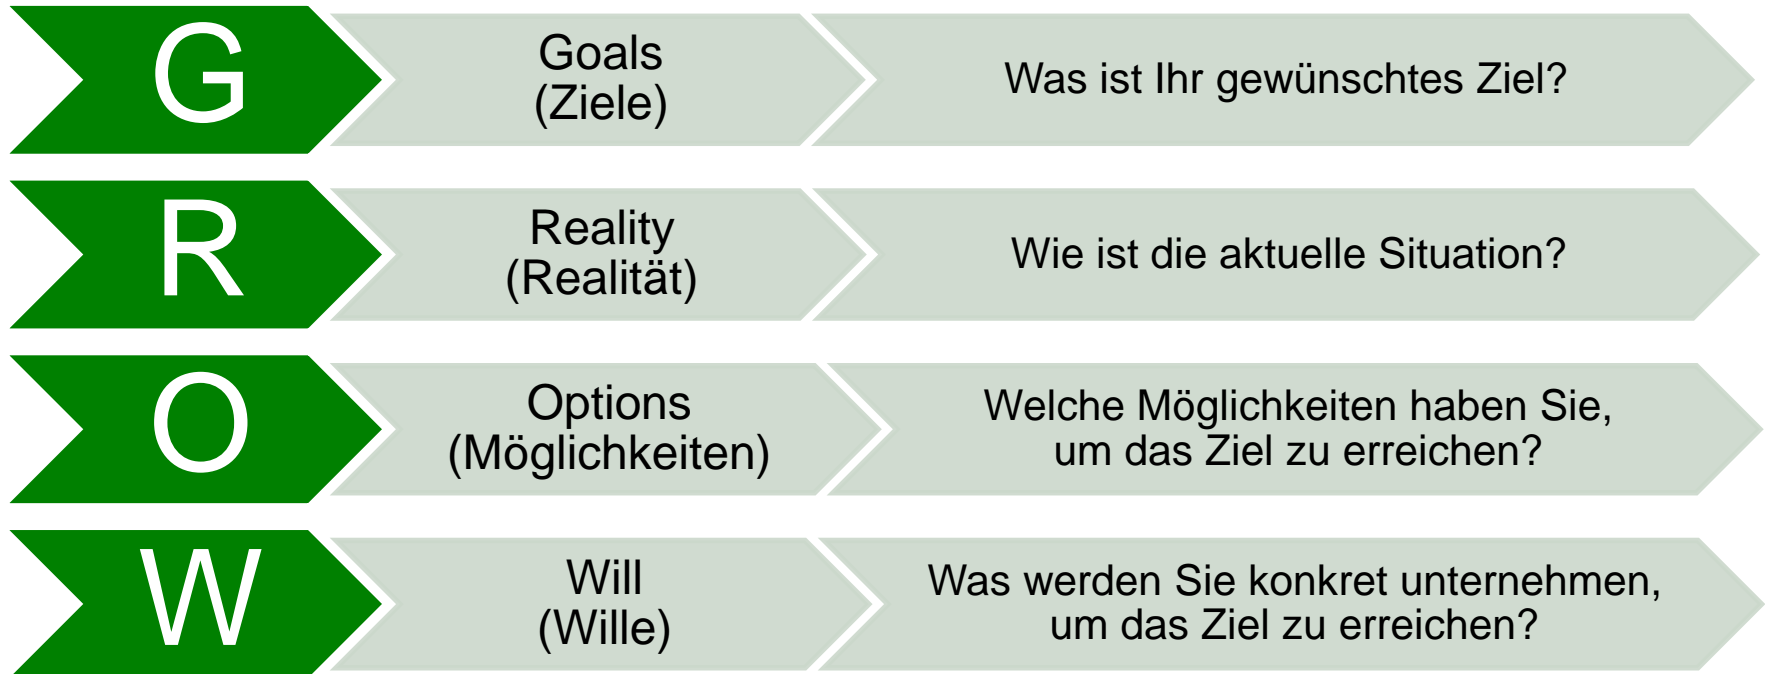 G
Goals
(Ziele)
Was ist Ihr gewünschtes Ziel?
R
Reality
(Realität)
Wie ist die aktuelle Situation?
O
Options
(Möglichkeiten)
Welche Möglichkeiten haben Sie,
um das Ziel zu erreichen?
W
Will
(Wille)
Was werden Sie konkret unternehmen,
um das Ziel zu erreichen?